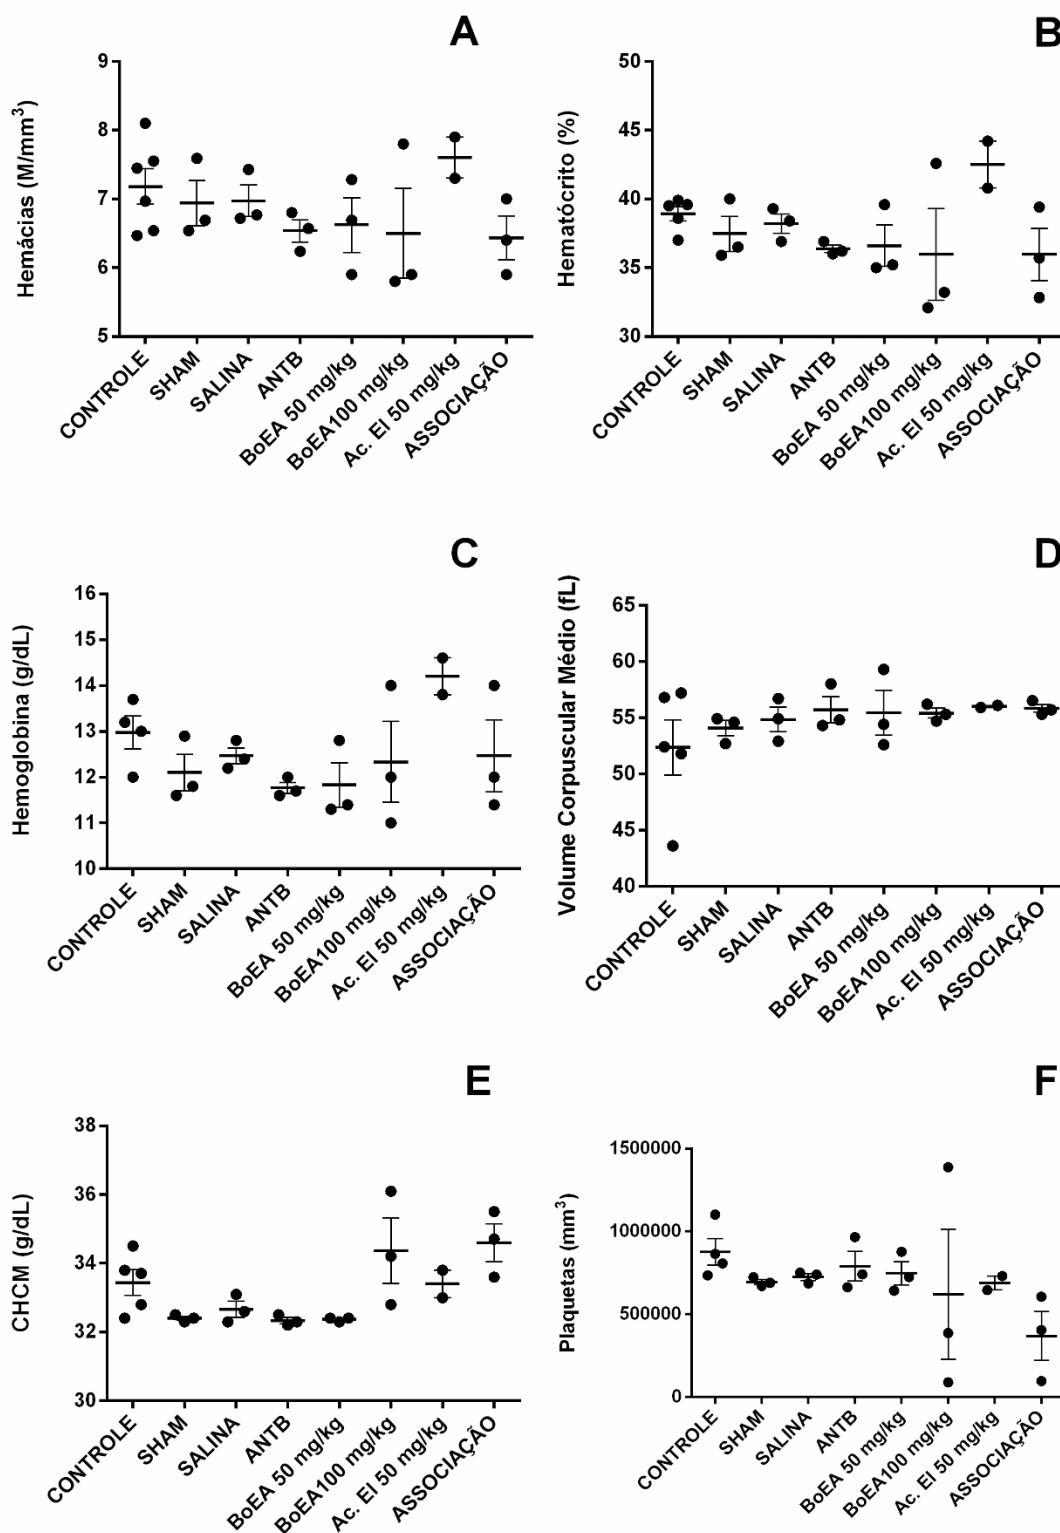 A
Hemácias (M/mm³)
9
8
7
6
5
CONTROLE
SHAM
SALINA
ANTB
BoEA 50 mg/kg
BoEA100 mg/kg
Ac. El 50 mg/kg
ASSOCIAÇÃO
B
Hematócrito (%)
50
45
40
35
30
CONTROLE
SHAM
SALINA
ANTB
BoEA 50 mg/kg
BoEA100 mg/kg
Ac. El 50 mg/kg
ASSOCIAÇÃO
C
Hemoglobina (g/dL)
16
15
14
13
12
11
10
CONTROLE
SHAM
SALINA
ANTB
BoEA 50 mg/kg
BoEA100 mg/kg
Ac. El 50 mg/kg
ASSOCIAÇÃO
D
Volume Corpuscular Médio (fL)
65
60
55
50
45
40
CONTROLE
SHAM
SALINA
ANTB
BoEA 50 mg/kg
BoEA100 mg/kg
Ac. El 50 mg/kg
ASSOCIAÇÃO
E
CHCM (g/dL)
38
36
34
32
30
CONTROLE
SHAM
SALINA
ANTB
BoEA 50 mg/kg
BoEA100 mg/kg
Ac. El 50 mg/kg
ASSOCIAÇÃO
F
Plaquetas (mm³)
1500000
1000000
500000
0
CONTROLE
SHAM
SALINA
ANTB
BoEA 50 mg/kg
BoEA100 mg/kg
Ac. El 50 mg/kg
ASSOCIAÇÃO